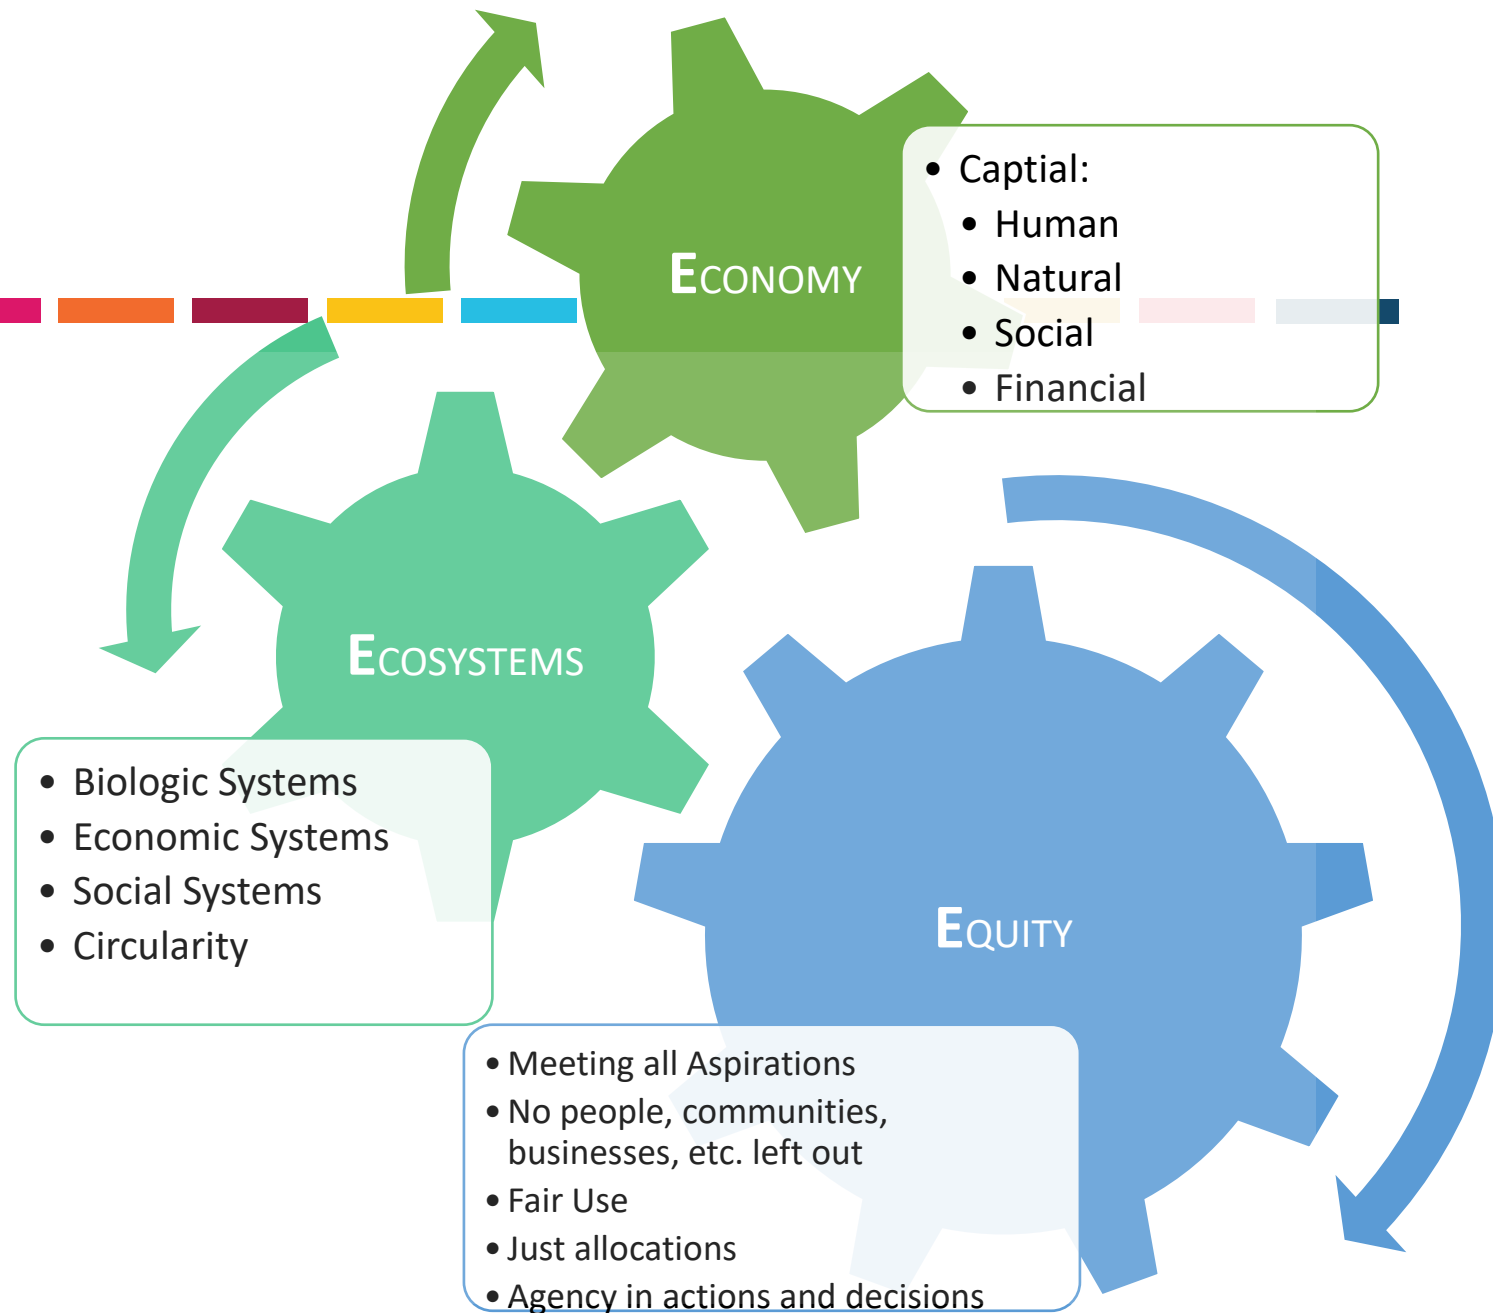 ECONOMY
• Captial:
• Human
• Natural
• Social
• Financial
ECOSYSTEMS
• Biologic Systems
• Economic Systems
• Social Systems
• Circularity
EQUITY
• Meeting all Aspirations
• No people, communities,
businesses, etc. left out
• Fair Use
• Just allocations
• Agency in actions and decisions